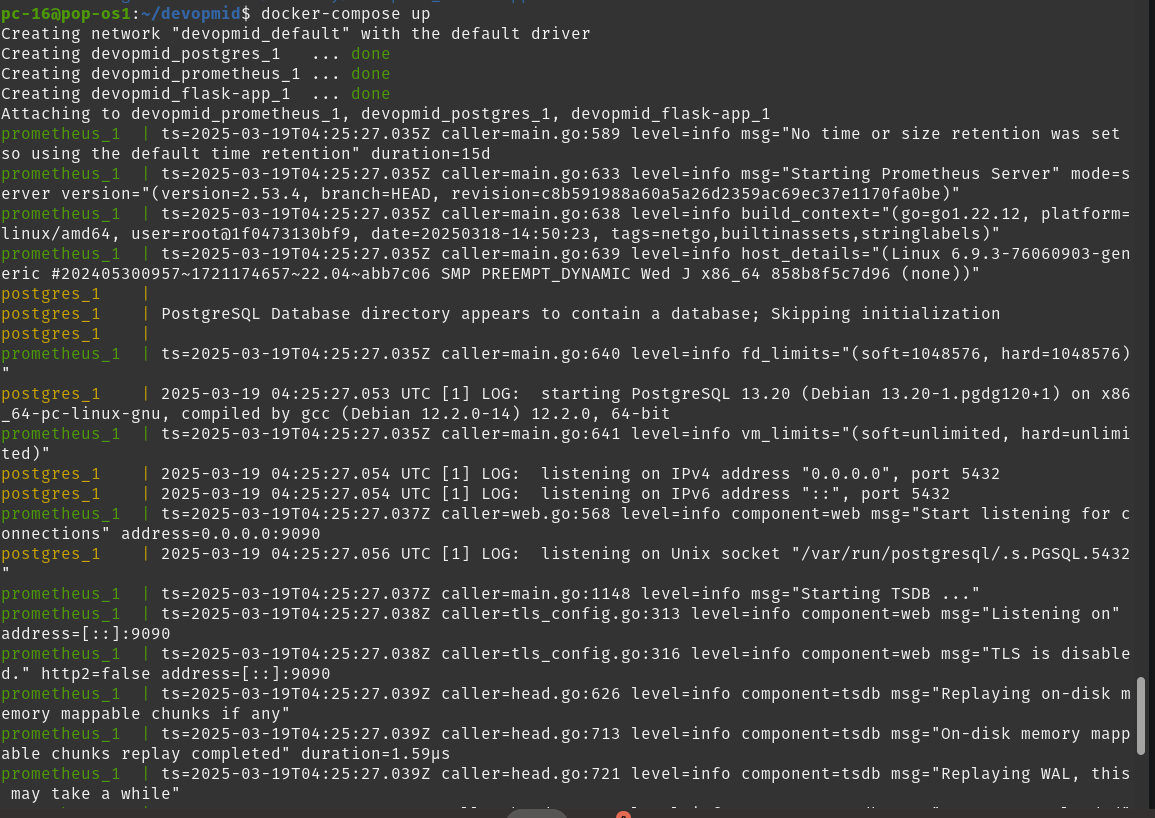 pc-16@pop-os1:~/devopmid$ docker-compose up
Creating network "devopmid_default" with the default driver
Creating devopmid_postgres_1   ... done
Creating devopmid_prometheus_1 ... done
Creating devopmid_flask-app_1  ... done
Attaching to devopmid_prometheus_1, devopmid_postgres_1, devopmid_flask-app_1
prometheus_1  | ts=2025-03-19T04:25:27.035Z caller=main.go:589 level=info msg="No time or size retention was set
so using the default time retention" duration=15d
prometheus_1  | ts=2025-03-19T04:25:27.035Z caller=main.go:633 level=info msg="Starting Prometheus Server" mode=s
erver version="(version=2.53.4, branch=HEAD, revision=c8b591988a60a5a26d2359ac69ec37e1170fa0be)"
prometheus_1  | ts=2025-03-19T04:25:27.035Z caller=main.go:638 level=info build_context="(go=go1.22.12, platform=
linux/amd64, user=root@1f0473130bf9, date=20250318-14:50:23, tags=netgo,builtinassets,stringlabels)"
prometheus_1  | ts=2025-03-19T04:25:27.035Z caller=main.go:639 level=info host_details="(Linux 6.9.3-76060903-gen
eric #202405300957~1721174657~22.04~abb7c06 SMP PREEMPT_DYNAMIC Wed J x86_64 858b8f5c7d96 (none))"
postgres_1    |
postgres_1    | PostgreSQL Database directory appears to contain a database; Skipping initialization
postgres_1    |
prometheus_1  | ts=2025-03-19T04:25:27.035Z caller=main.go:640 level=info fd_limits="(soft=1048576, hard=1048576)
"
postgres_1    | 2025-03-19 04:25:27.053 UTC [1] LOG:  starting PostgreSQL 13.20 (Debian 13.20-1.pgdg120+1) on x86
_64-pc-linux-gnu, compiled by gcc (Debian 12.2.0-14) 12.2.0, 64-bit
prometheus_1  | ts=2025-03-19T04:25:27.035Z caller=main.go:641 level=info vm_limits="(soft=unlimited, hard=unlimi
ted)"
postgres_1    | 2025-03-19 04:25:27.054 UTC [1] LOG:  listening on IPv4 address "0.0.0.0", port 5432
postgres_1    | 2025-03-19 04:25:27.054 UTC [1] LOG:  listening on IPv6 address "::", port 5432
prometheus_1  | ts=2025-03-19T04:25:27.037Z caller=web.go:568 level=info component=web msg="Start listening for c
onnections" address=0.0.0.0:9090
postgres_1    | 2025-03-19 04:25:27.056 UTC [1] LOG:  listening on Unix socket "/var/run/postgresql/.s.PGSQL.5432
"
prometheus_1  | ts=2025-03-19T04:25:27.037Z caller=main.go:1148 level=info msg="Starting TSDB ..."
prometheus_1  | ts=2025-03-19T04:25:27.038Z caller=tls_config.go:313 level=info component=web msg="Listening on"
address=[::]:9090
prometheus_1  | ts=2025-03-19T04:25:27.038Z caller=tls_config.go:316 level=info component=web msg="TLS is disable
d." http2=false address=[::]:9090
prometheus_1  | ts=2025-03-19T04:25:27.039Z caller=head.go:626 level=info component=tsdb msg="Replaying on-disk m
emory mappable chunks if any"
prometheus_1  | ts=2025-03-19T04:25:27.039Z caller=head.go:713 level=info component=tsdb msg="On-disk memory mapp
able chunks replay completed" duration=1.59µs
prometheus_1  | ts=2025-03-19T04:25:27.039Z caller=head.go:721 level=info component=tsdb msg="Replaying WAL, this
 may take a while"